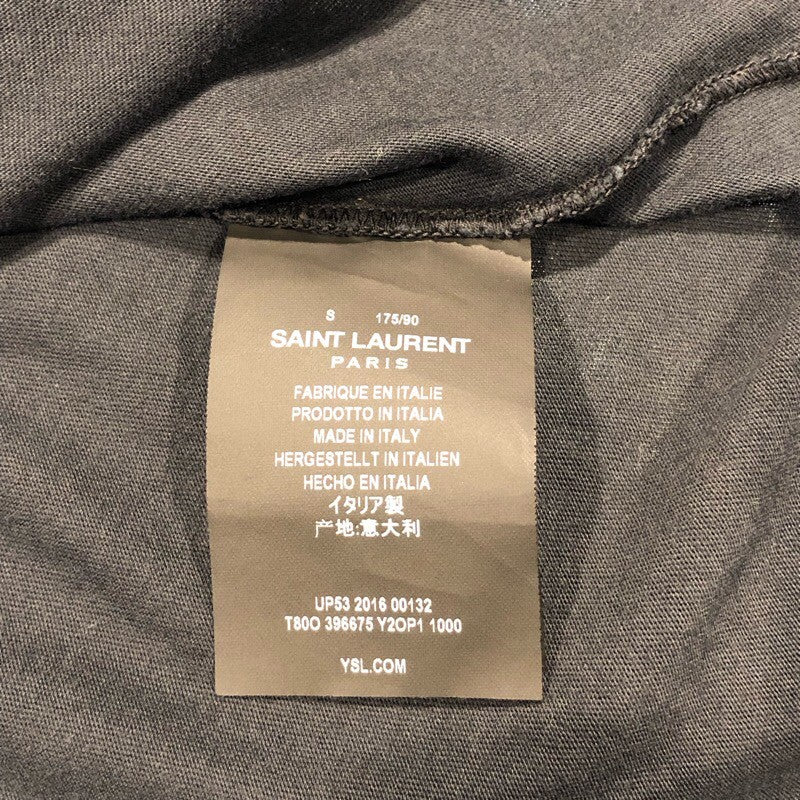 S 175/90
SAINT LAURENT
PARIS
FABRIQUE EN ITALIE
PRODOTTO IN ITALIA
MADE IN ITALY
HERGESTELLT IN ITALIEN
HECHO EN ITALIA
イタリア製
产地:意大利
UP53 2016 00132
T80O 396675 Y2OP1 1000
YSL.COM